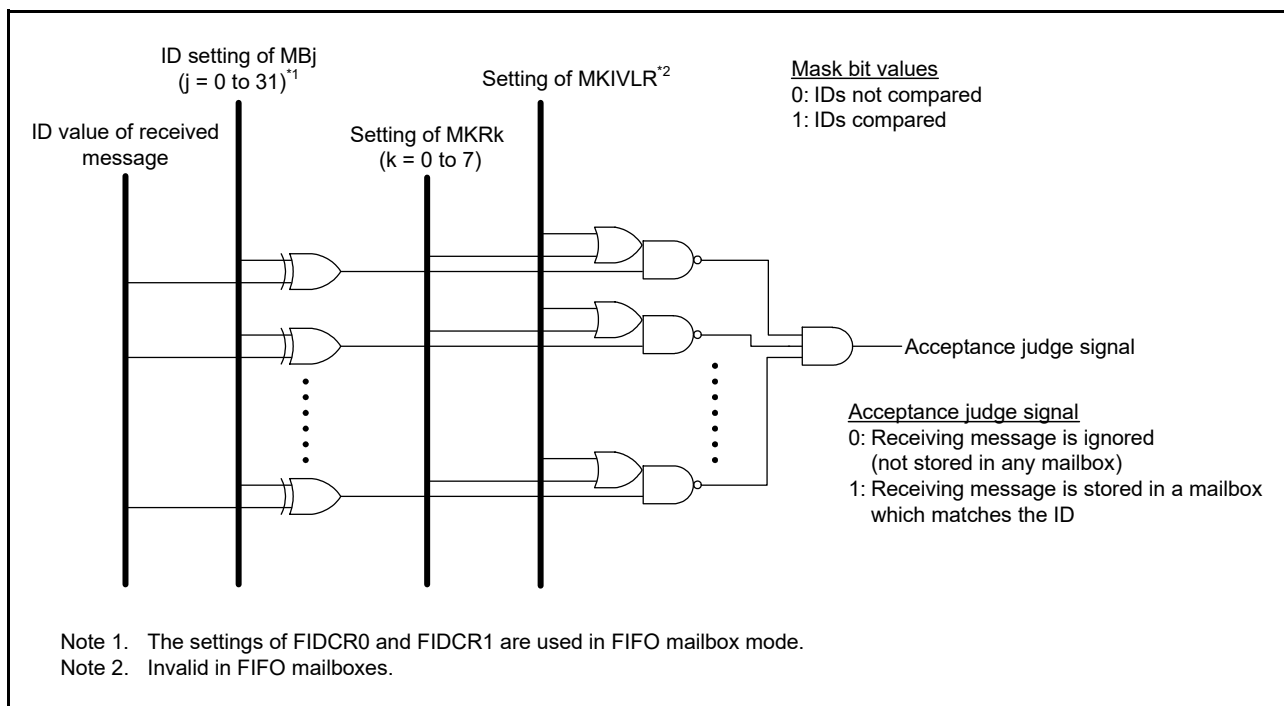 ID setting of MBj
(j = 0 to 31)*1
Setting of MKIVLR*2
Mask bit values
0: IDs not compared
1: IDs compared
ID value of received
message
Setting of MKRk
(k = 0 to 7)
Acceptance judge signal
Acceptance judge signal
0: Receiving message is ignored
(not stored in any mailbox)
1: Receiving message is stored in a mailbox
which matches the ID
Note 1. The settings of FIDCR0 and FIDCR1 are used in FIFO mailbox mode.
Note 2. Invalid in FIFO mailboxes.